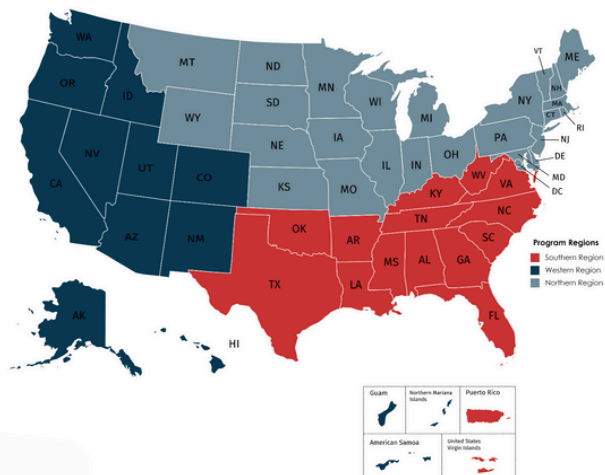 WA
OR
ID
MT
WY
ND
SD
NE
KS
MN
IA
MO
WI
IL
MI
IN
OH
VT
ME
NH
NY
MA
CT
RI
PA
NJ
DE
MD
DC
NV
UT
CO
CA
AZ
NM
OK
TX
AR
LA
KY
WV
VA
TN
NC
SC
MS
AL
GA
FL
AK
HI
Program Regions
Southern Region
Western Region
Northern Region
Guam
Northern Mariana
Islands
Puerto Rico
American Samoa
United States
Virgin Islands